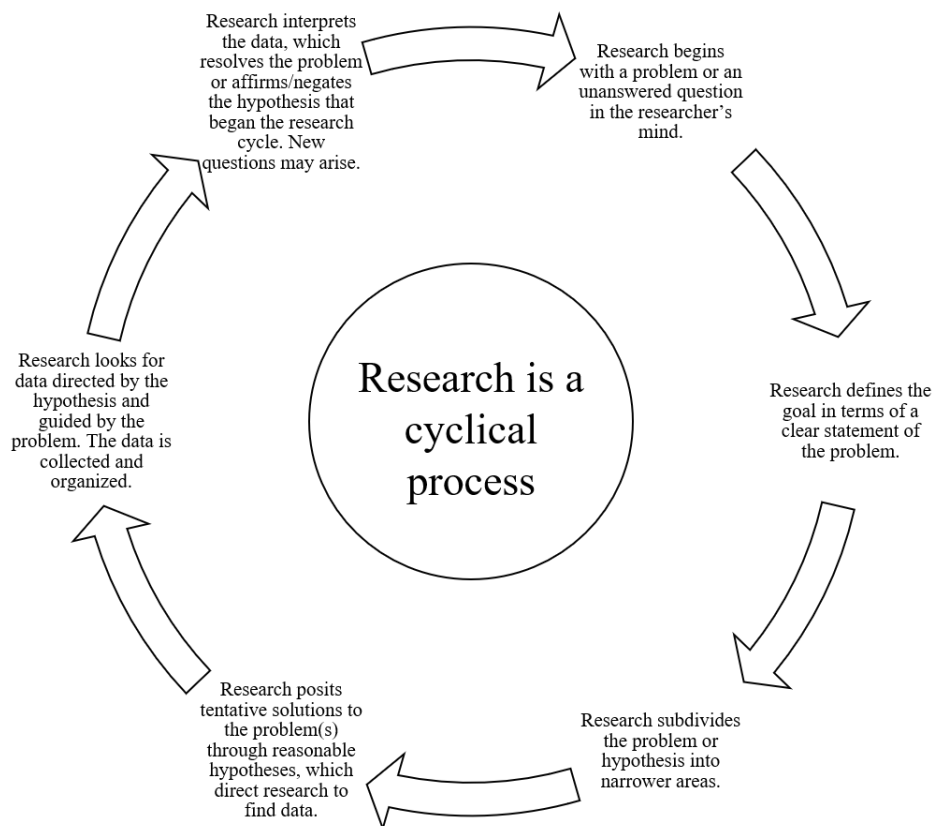 Research interprets
the data, which
resolves the problem
or affirms/negates
the hypothesis that
began the research
cycle. New
questions may arise.
Research begins
with a problem or an
unanswered question
in the researcher’s
mind.
Research defines the
goal in terms of a
clear statement of
the problem.
Research subdivides
the problem or
hypothesis into
narrower areas.
Research posits
tentative solutions to
the problem(s)
through reasonable
hypotheses, which
direct research to
find data.
Research looks for
data directed by the
hypothesis and
guided by the
problem. The data is
collected and
organized.
Research is a
cyclical
process